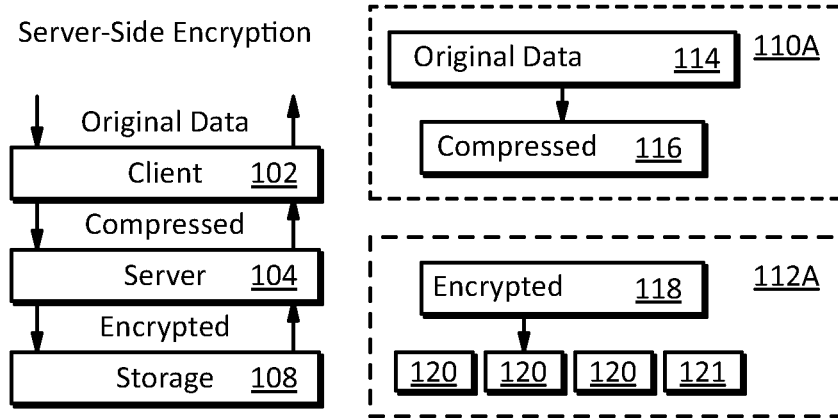 Server-Side Encryption
Original Data
Client 102
Compressed
Server 104
Encrypted
Storage 108
Original Data 114
110A
Compressed 116
Encrypted 118
112A
120 120 120 121